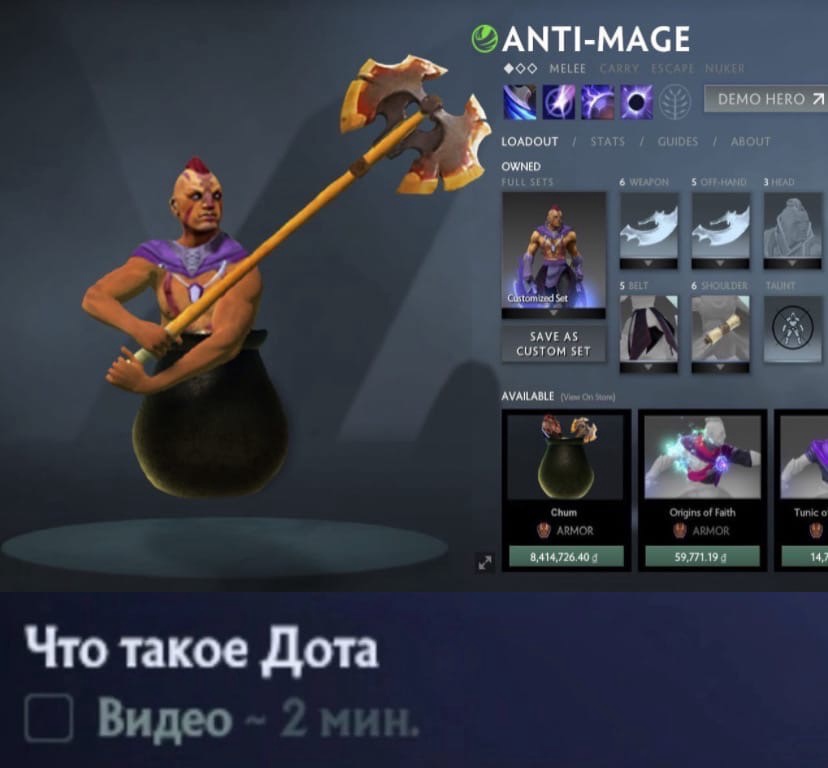 ANTI-MAGE
MELEE CARRY ESCAPE NUKER
DEMO HERO
LOADOUT / STATS / GUIDES / ABOUT
OWNED
FULL SETS
6 WEAPON 5 OFF-HAND 3 HEAD
Customized Set
5 BELT 6 SHOULDER TAUNT
SAVE AS
CUSTOM SET
AVAILABLE (View On Store)
Chum Origins of Faith Tunic o
ARMOR ARMOR
8,414,726.40 ₫ 59,771.19 ₫ 14,7
Что такое Дота
Видео ~ 2 мин.